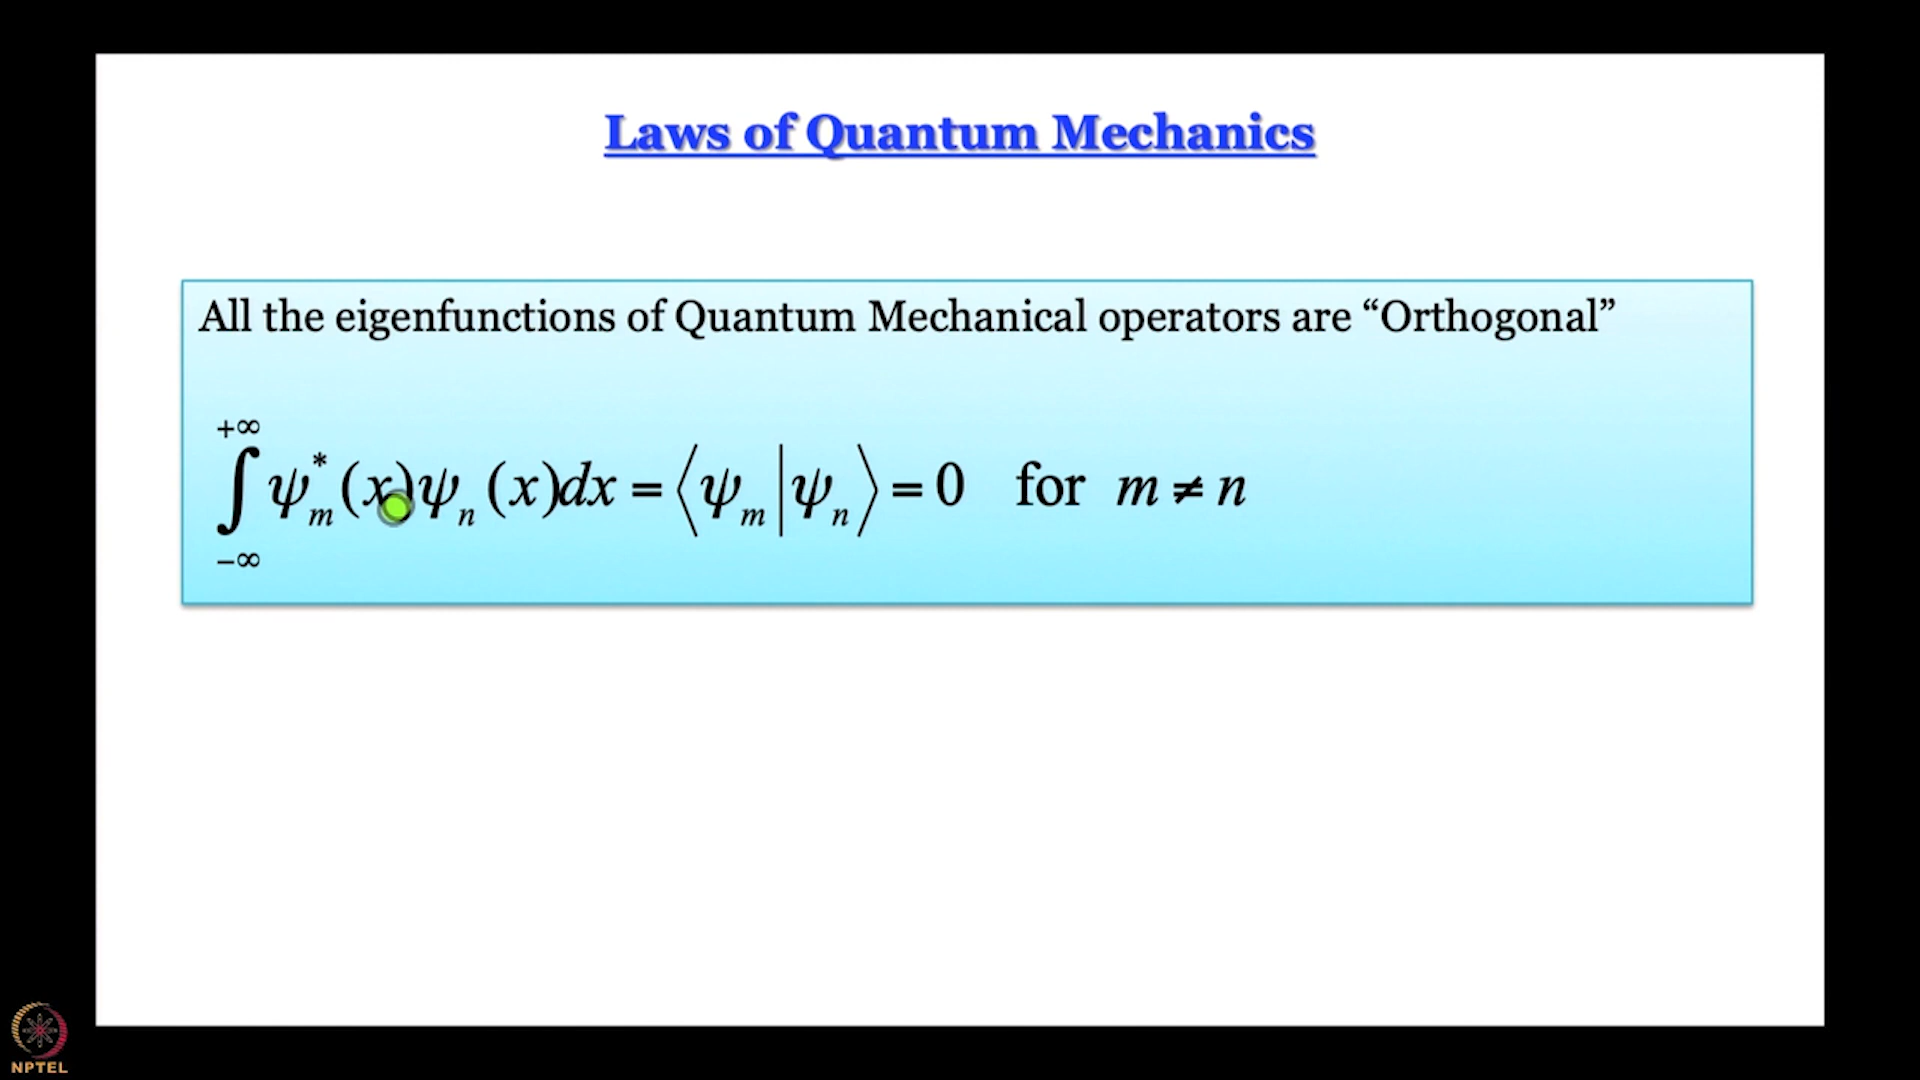 Laws of Quantum Mechanics
All the eigenfunctions of Quantum Mechanical operators are “Orthogonal”
+∞
∫ ψ*m (x)ψn (x)dx = ⟨ψm|ψn⟩ = 0 for m ≠ n
−∞
NPTEL